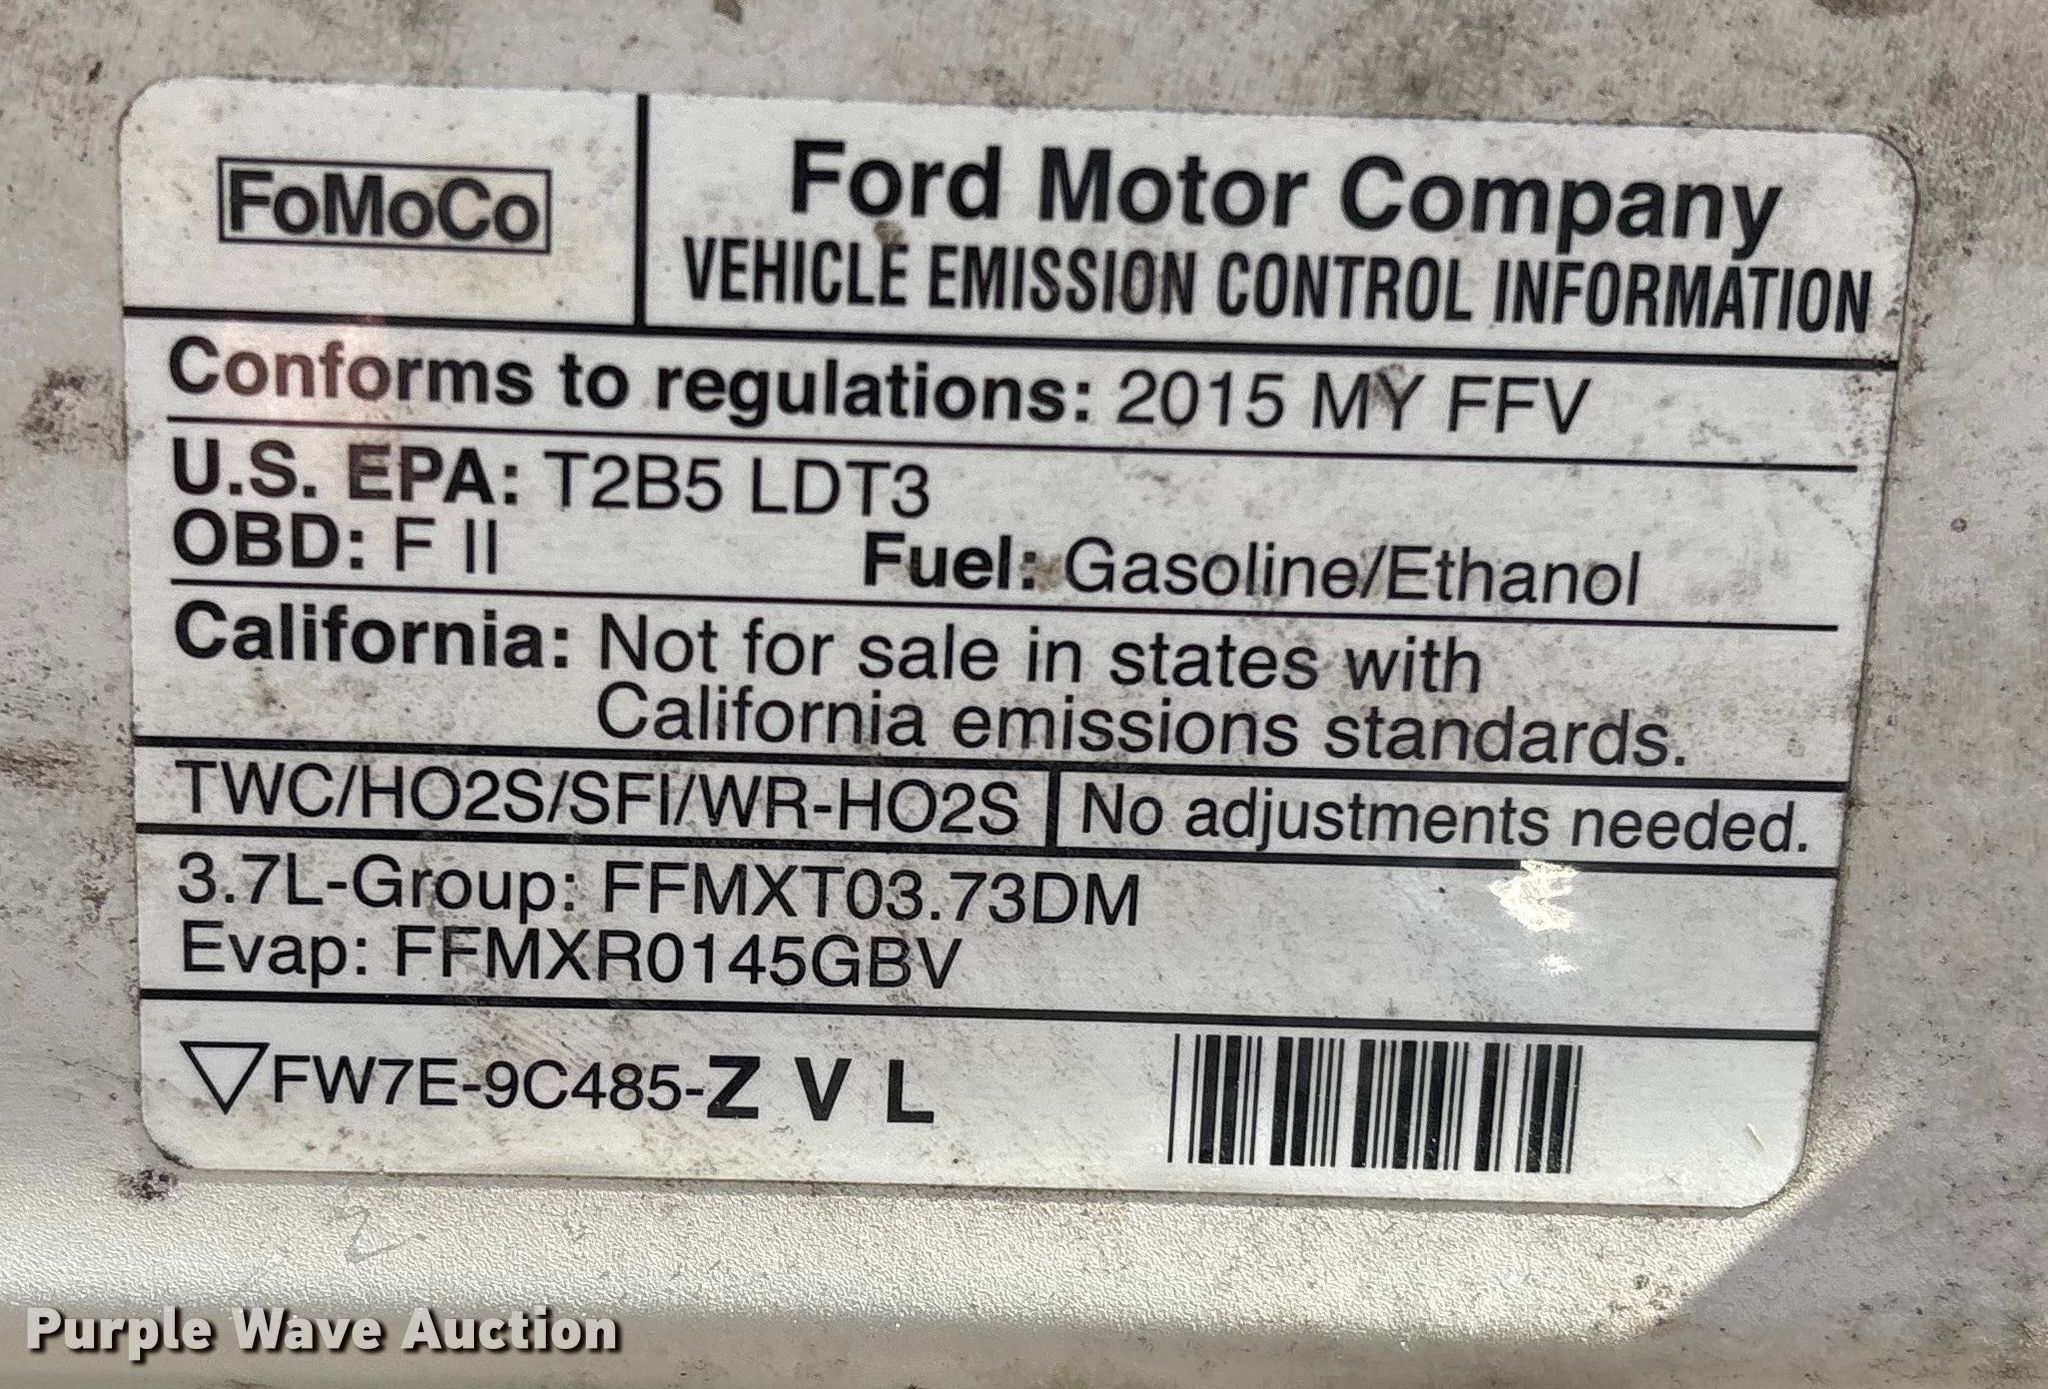 FoMoCo
Ford Motor Company
VEHICLE EMISSION CONTROL INFORMATION
Conforms to regulations: 2015 MY FFV
U.S. EPA: T2B5 LDT3
OBD: F II Fuel: Gasoline/Ethanol
California: Not for sale in states with
California emissions standards.
TWC/HO2S/SFI/WR-HO2S No adjustments needed.
3.7L-Group: FFMXT03.73DM
Evap: FFMXR0145GBV
▽FW7E-9C485-Z V L
Purple Wave Auction